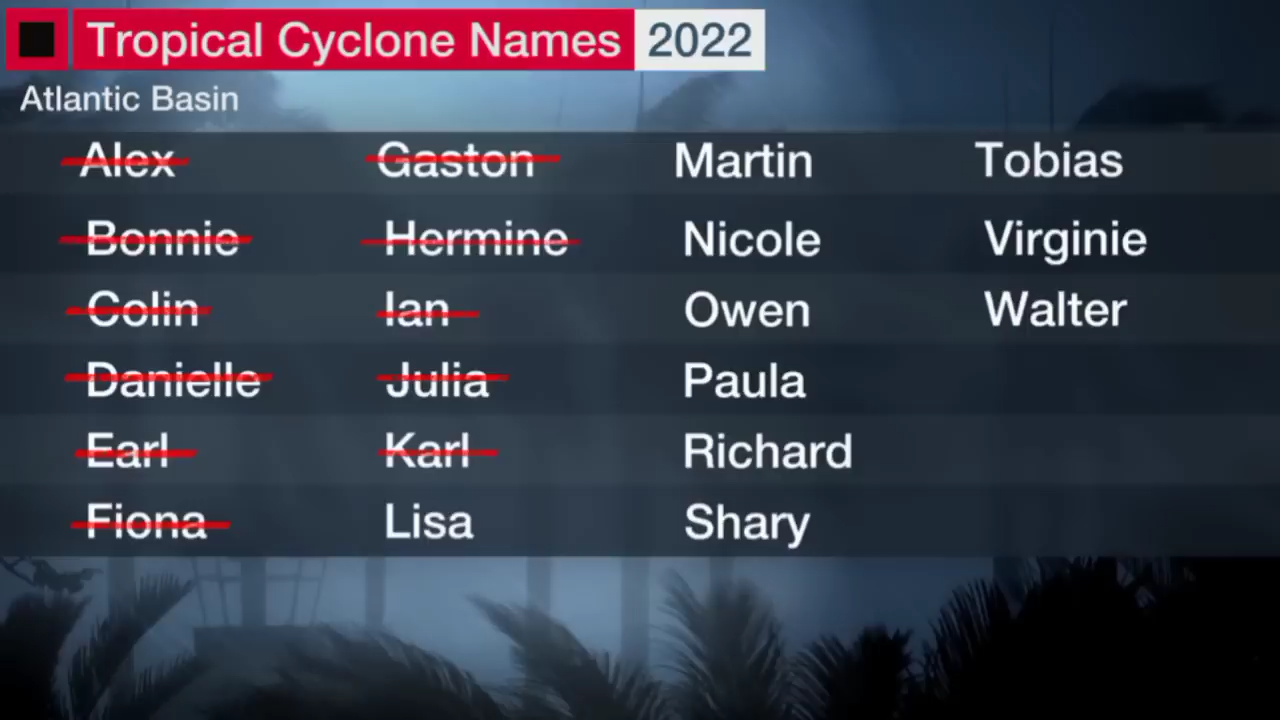 Tropical Cyclone Names 2022
Atlantic Basin
Alex Gaston Martin Tobias
Bonnie Hermine Nicole Virginie
Colin Ian Owen Walter
Danielle Julia Paula
Earl Karl Richard
Fiona Lisa Shary